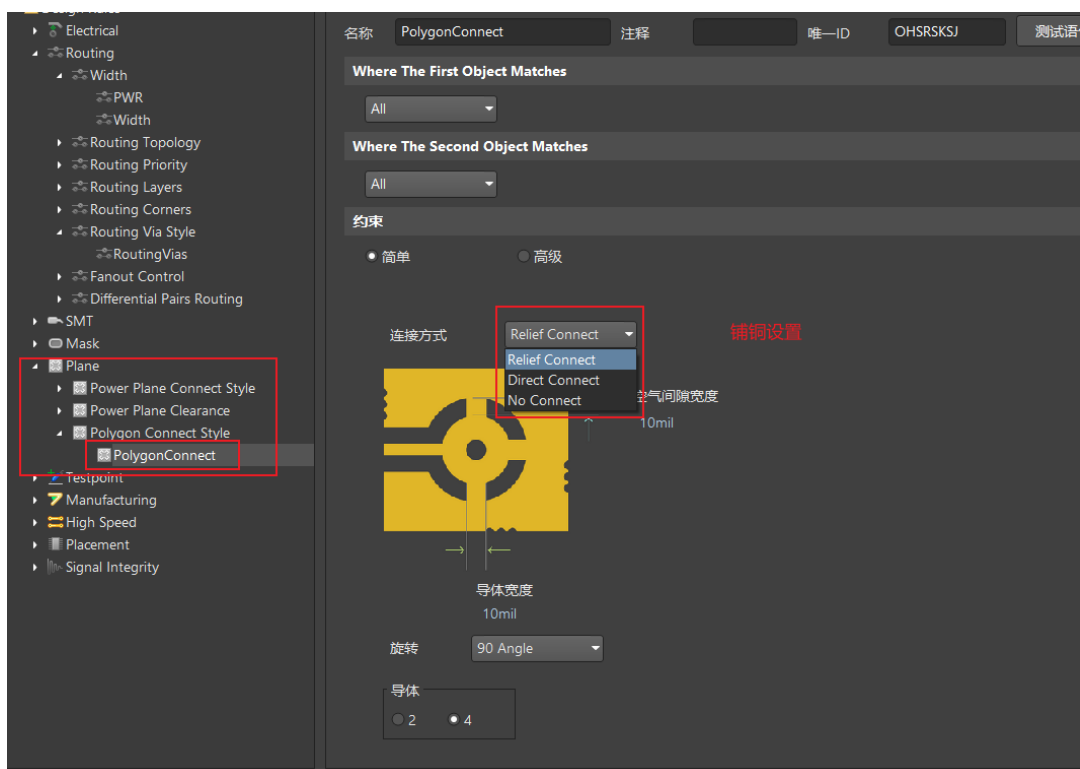 Design Rules
Electrical
Routing
Width
PWR
Width
Routing Topology
Routing Priority
Routing Layers
Routing Corners
Routing Via Style
RoutingVias
Fanout Control
Differential Pairs Routing
SMT
Mask
Plane
Power Plane Connect Style
Power Plane Clearance
Polygon Connect Style
PolygonConnect
Testpoint
Manufacturing
High Speed
Placement
Signal Integrity
名称 PolygonConnect 注释 唯一ID OHSRSKSJ 测试语
Where The First Object Matches
All
Where The Second Object Matches
All
约束
简单 高级
连接方式 Relief Connect 铺铜设置
Relief Connect
Direct Connect
No Connect
空气间隙宽度
10mil
导体宽度
10mil
旋转 90 Angle
导体
2 4